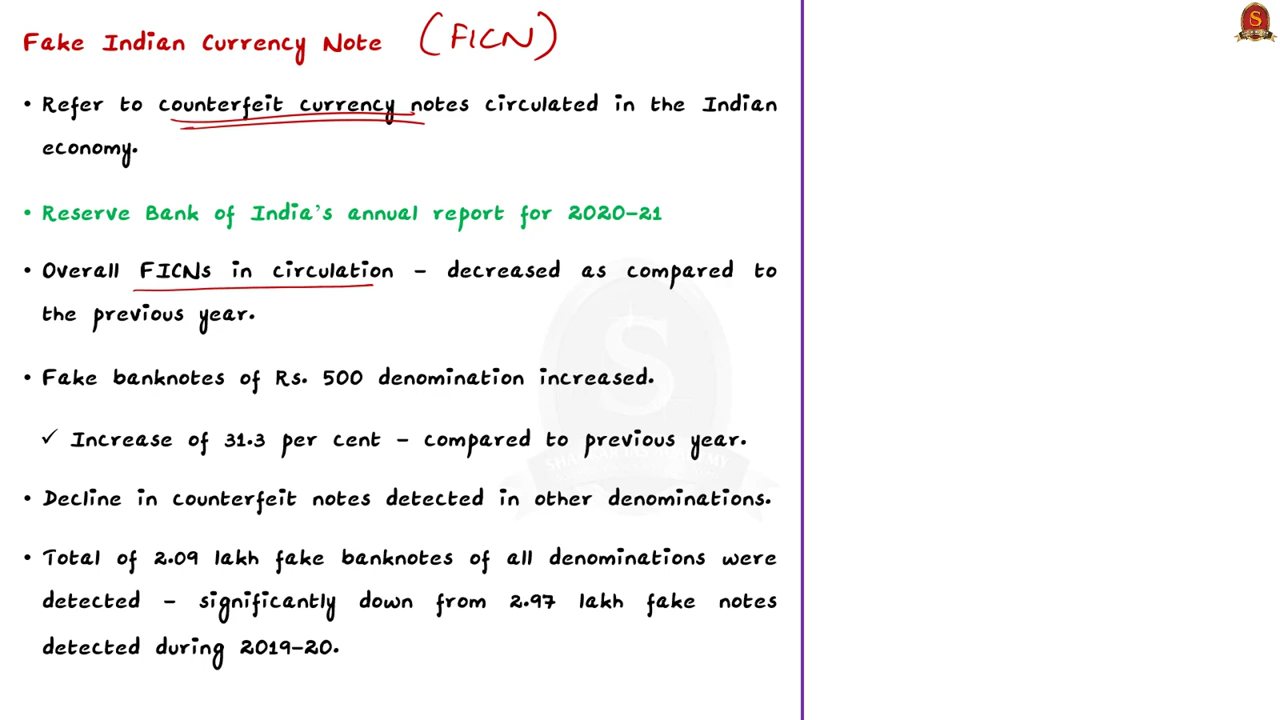 Fake Indian Currency Note (FICN)
• Refer to counterfeit currency notes circulated in the Indian
economy.
• Reserve Bank of India's annual report for 2020-21
• Overall FICNs in circulation – decreased as compared to
the previous year.
• Fake banknotes of Rs. 500 denomination increased.
✓ Increase of 31.3 per cent – compared to previous year.
• Decline in counterfeit notes detected in other denominations.
• Total of 2.09 lakh fake banknotes of all denominations were
detected – significantly down from 2.97 lakh fake notes
detected during 2019-20.